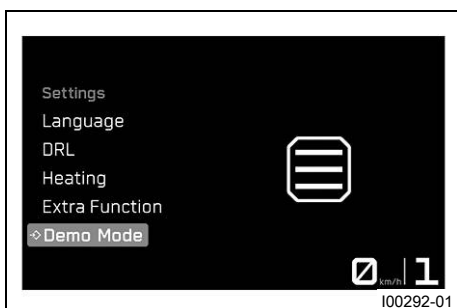 Settings
Language
DRL
Heating
Extra Function
Demo Mode
0 km/h 1
I00292-01